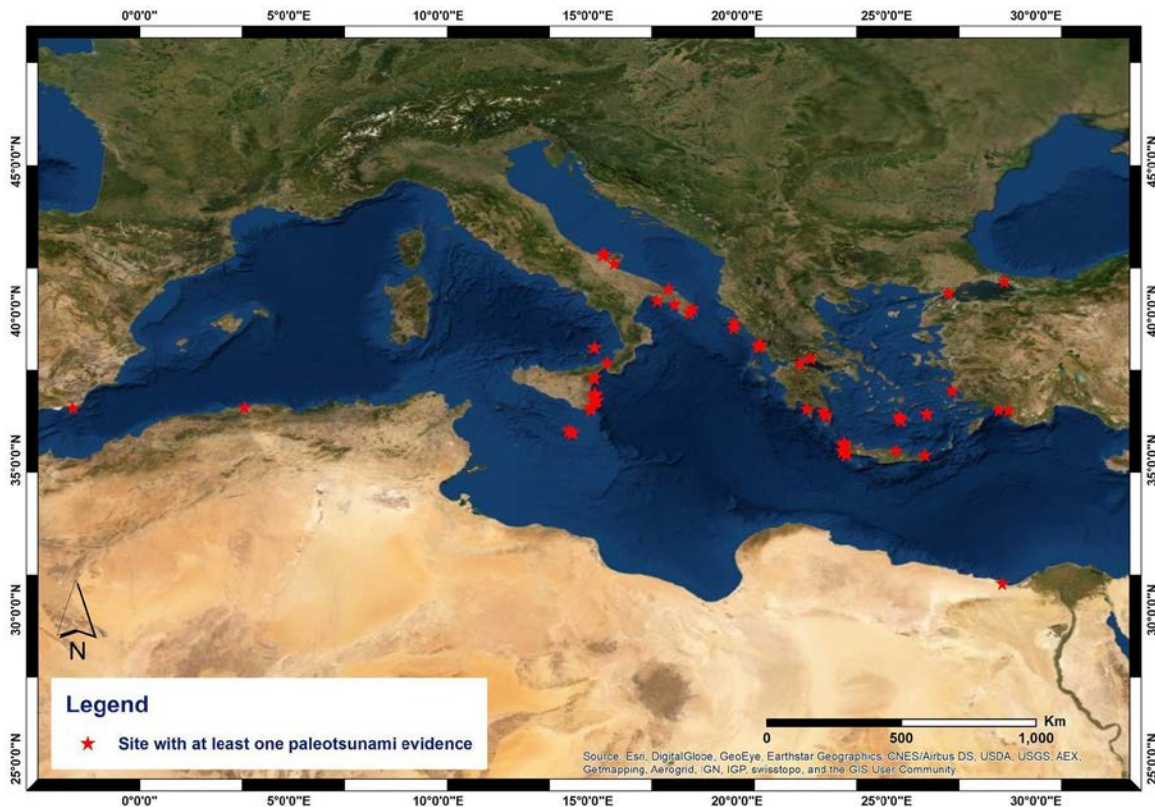 0°0'0" 5°0'0"E 10°0'0"E 15°0'0"E 20°0'0"E 25°0'0"E 30°0'0"E
45°0'0"N 45°0'0"N
40°0'0"N 40°0'0"N
35°0'0"N 35°0'0"N
30°0'0"N 30°0'0"N
N
Legend
Site with at least one paleotsunami evidence
Km
0 500 1,000
Source: Esri, DigitalGlobe, GeoEye, Earthstar Geographics, CNES/Airbus DS, USDA, USGS, AEX,
Getmapping, Aerogrid, IGN, IGP, swisstopo, and the GIS User Community
25°0'0"N 25°0'0"N
0°0'0" 5°0'0"E 10°0'0"E 15°0'0"E 20°0'0"E 25°0'0"E 30°0'0"E